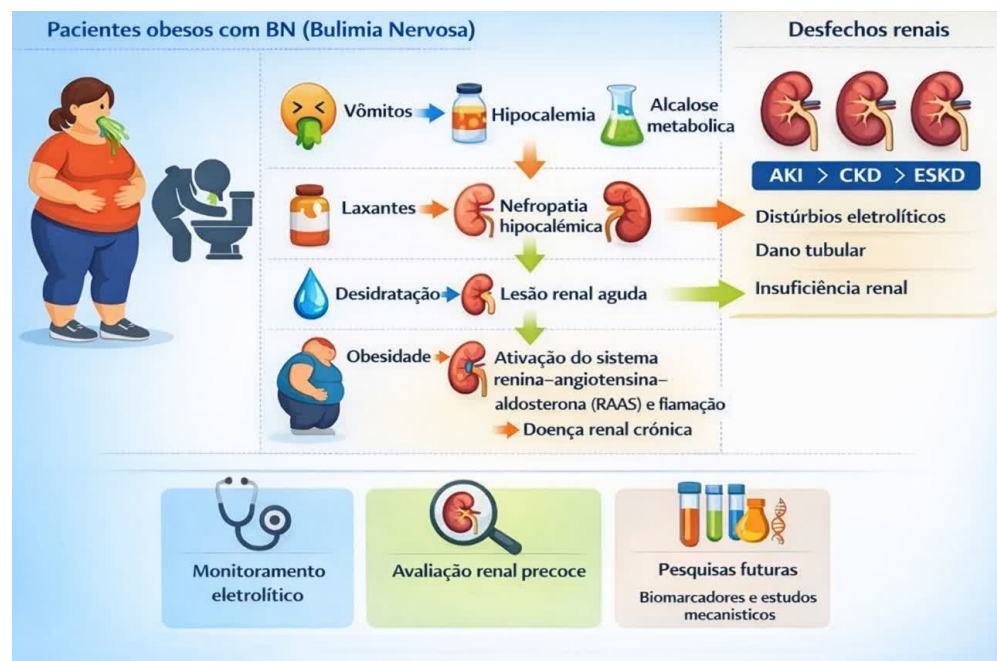 Pacientes obesos com BN (Bulimia Nervosa)
Vômitos
Hipocalemia
Alcalose
metabolica
Laxantes
Nefropatia
hipocalémica
Desidratação
Lesão renal aguda
Obesidade
Ativação do sistema
renina–angiotensina–
aldosterona (RAAS) e fiamação
Doença renal crónica
Desfechos renais
AKI > CKD > ESKD
Distúrbios eletrolíticos
Dano tubular
Insuficiência renal
Monitoramento
eletrolítico
Avaliação renal precoce
Pesquisas futuras
Biomarcadores e estudos
mecanisticos